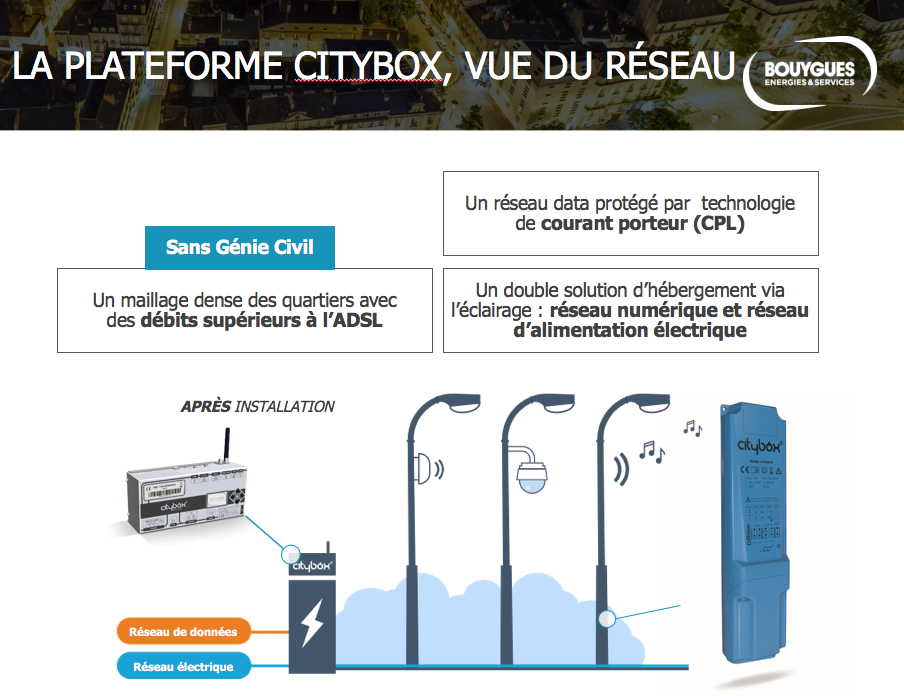 LA PLATEFORME CITYBOX, VUE DU RÉSEAU
BOUYGUES
ENERGIES & SERVICES
Un réseau data protégé par technologie
de courant porteur (CPL)
Sans Génie Civil
Un maillage dense des quartiers avec
des débits supérieurs à l’ADSL
Un double solution d’hébergement via
l’éclairage : réseau numérique et réseau
d’alimentation électrique
APRÈS INSTALLATION
citybox®
citybox
citybox®
Réseau de données
Réseau électrique